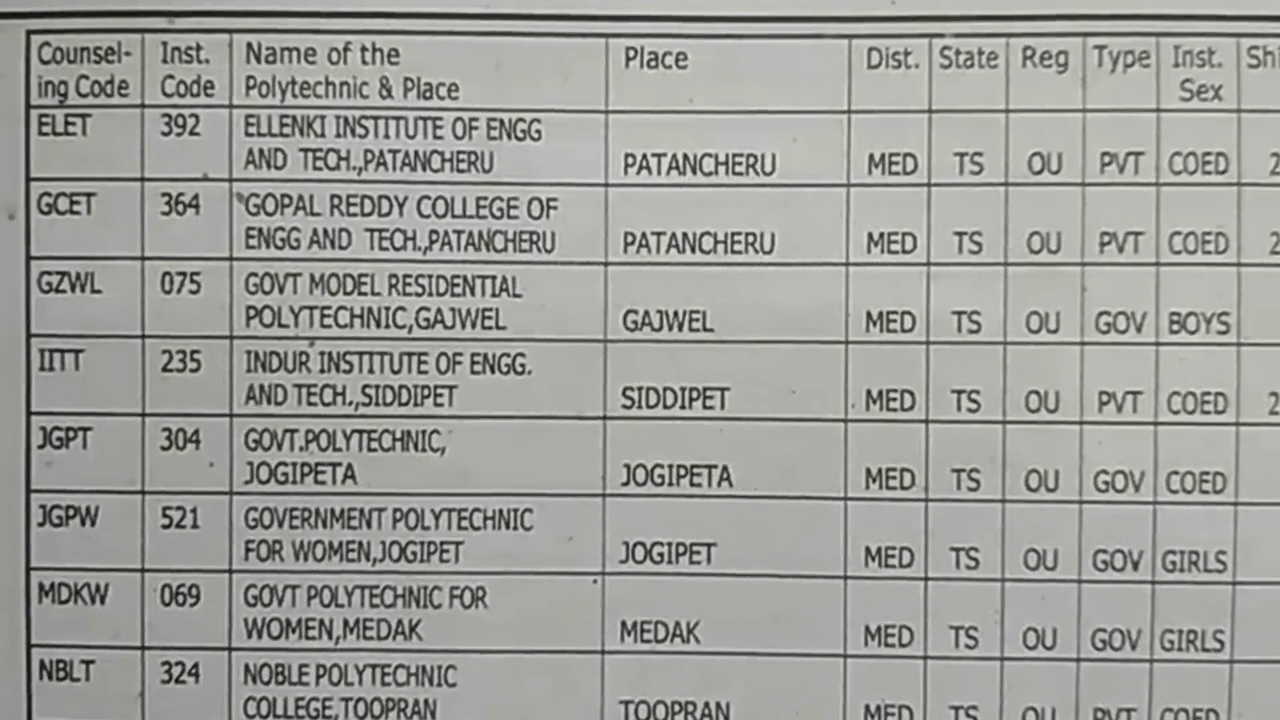 Counsel- Inst. Name of the Place Dist. State Reg Type Inst.
ing Code Code Polytechnic & Place Sex
ELET 392 ELLENKI INSTITUTE OF ENGG
AND TECH.,PATANCHERU PATANCHERU MED TS OU PVT COED 2
GCET 364 GOPAL REDDY COLLEGE OF
ENGG AND TECH.,PATANCHERU PATANCHERU MED TS OU PVT COED 2
GZWL 075 GOVT MODEL RESIDENTIAL
POLYTECHNIC,GAJWEL GAJWEL MED TS OU GOV BOYS
IITT 235 INDUR INSTITUTE OF ENGG.
AND TECH.,SIDDIPET SIDDIPET MED TS OU PVT COED 2
JGPT 304 GOVT.POLYTECHNIC,
JOGIPETA JOGIPETA MED TS OU GOV COED
JGPW 521 GOVERNMENT POLYTECHNIC
FOR WOMEN,JOGIPET JOGIPET MED TS OU GOV GIRLS
MDKW 069 GOVT POLYTECHNIC FOR
WOMEN,MEDAK MEDAK MED TS OU GOV GIRLS
NBLT 324 NOBLE POLYTECHNIC
COLLEGE,TOOPRAN TOOPRAN MED TS OU PVT COED